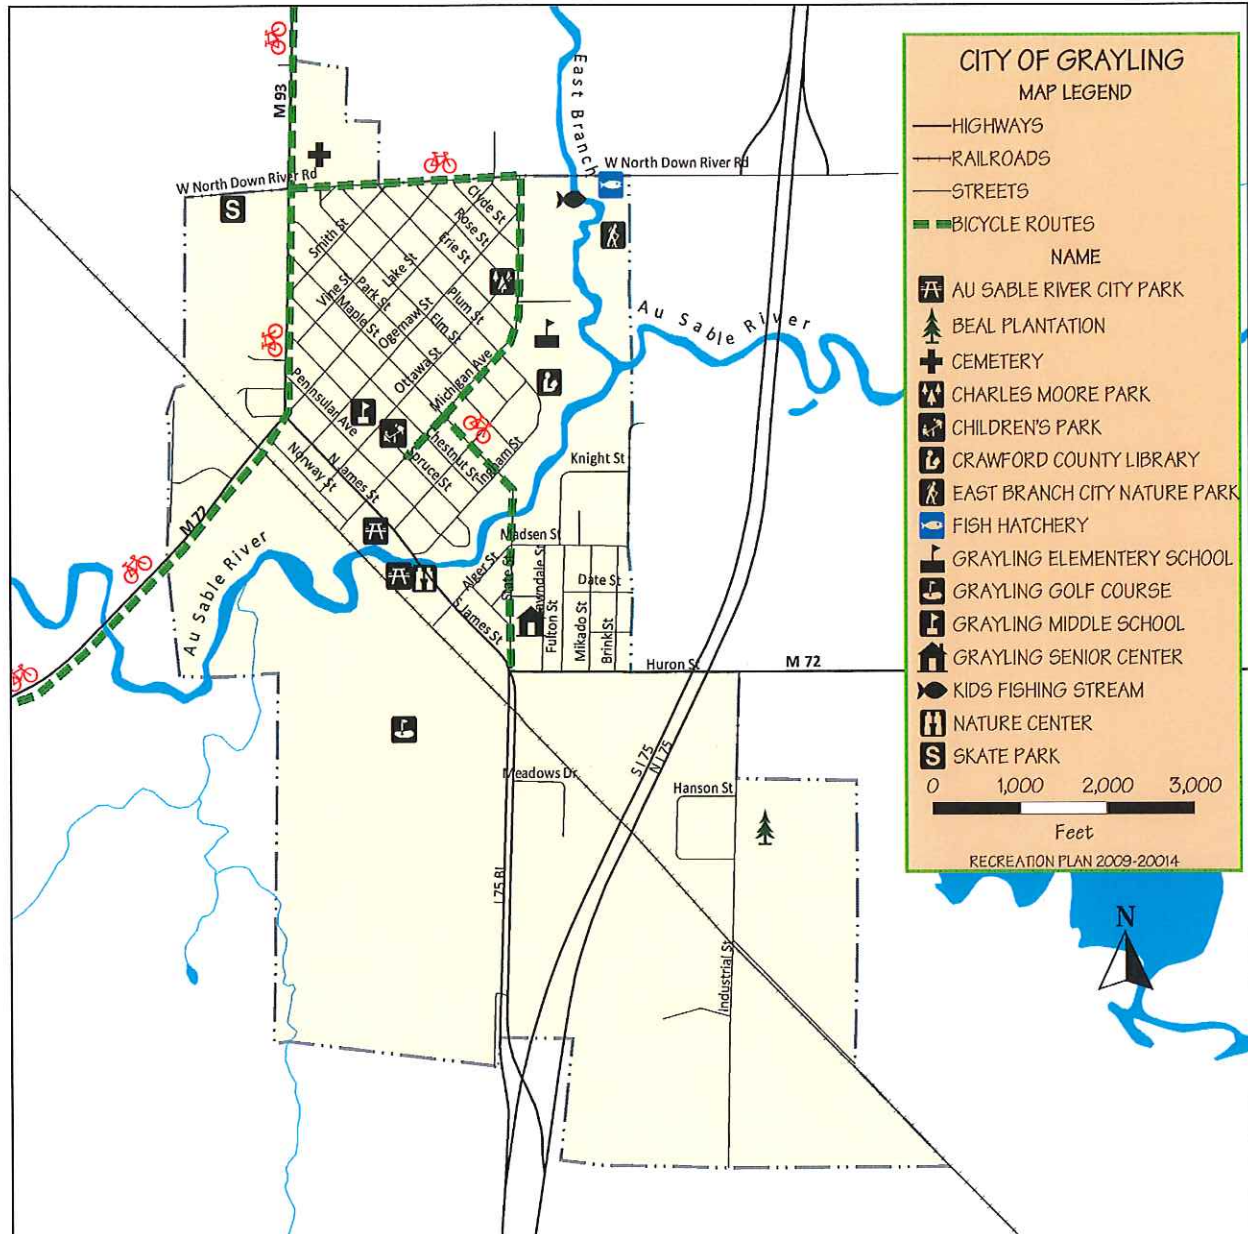 CITY OF GRAYLING
MAP LEGEND
HIGHWAYS
RAILROADS
STREETS
BICYCLE ROUTES
NAME
AU SABLE RIVER CITY PARK
BEAL PLANTATION
CEMETERY
CHARLES MOORE PARK
CHILDREN'S PARK
CRAWFORD COUNTY LIBRARY
EAST BRANCH CITY NATURE PARK
FISH HATCHERY
GRAYLING ELEMENTERY SCHOOL
GRAYLING GOLF COURSE
GRAYLING MIDDLE SCHOOL
GRAYLING SENIOR CENTER
KIDS FISHING STREAM
NATURE CENTER
S SKATE PARK
0 1,000 2,000 3,000
Feet
RECREATION PLAN 2009-20014
N
M 93
East Branch
W North Down River Rd
W North Down River Rd
S
Clyde St
Rose St
Erie St
Smith St
Lake St
Vine St
Park St
Maple St
Plum St
Ogemaw St
Elm St
Ottawa St
Michigan Ave
Au Sable River
Peninsular Ave
Chestnut St
Spruce St
Ingham St
Norway St
N James St
Knight St
M 72
Au Sable River
Madsen St
Alger St
State St
Lawndale St
Date St
S James St
Fulton St
Mikado St
Brink St
Huron St
M 72
S I 75
N I 75
Meadows Dr
Hanson St
I 75 BL
Industrial St